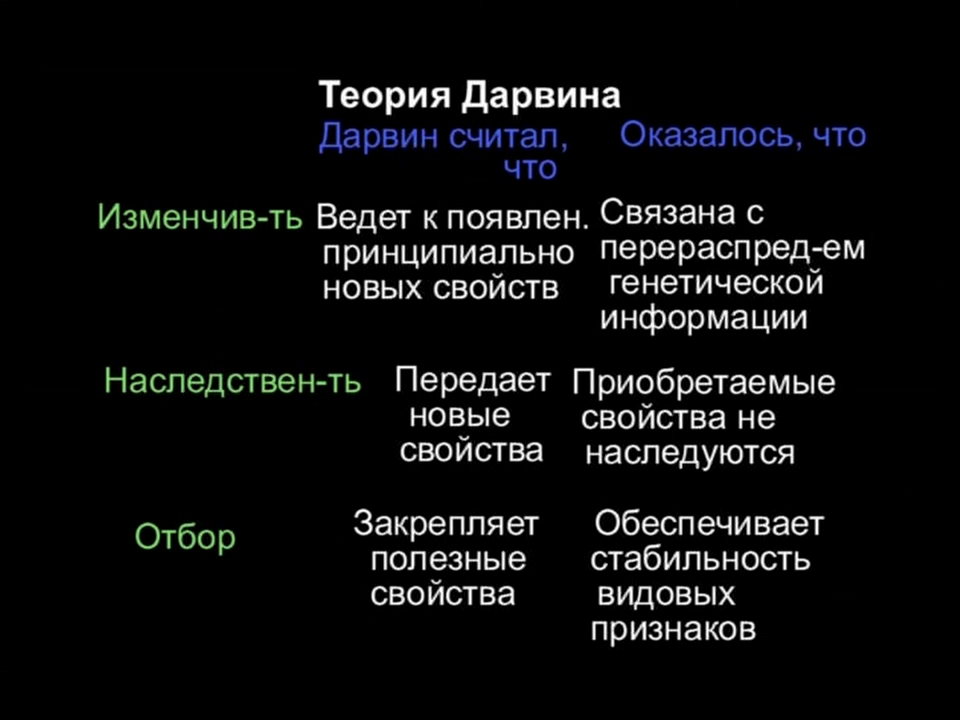 Теория Дарвина
Дарвин считал,
что
Оказалось, что
Изменчив-ть
Ведет к появлен.
принципиально
новых свойств
Связана с
перераспред-ем
генетической
информации
Наследствен-ть
Передает
новые
свойства
Приобретаемые
свойства не
наследуются
Отбор
Закрепляет
полезные
свойства
Обеспечивает
стабильность
видовых
признаков